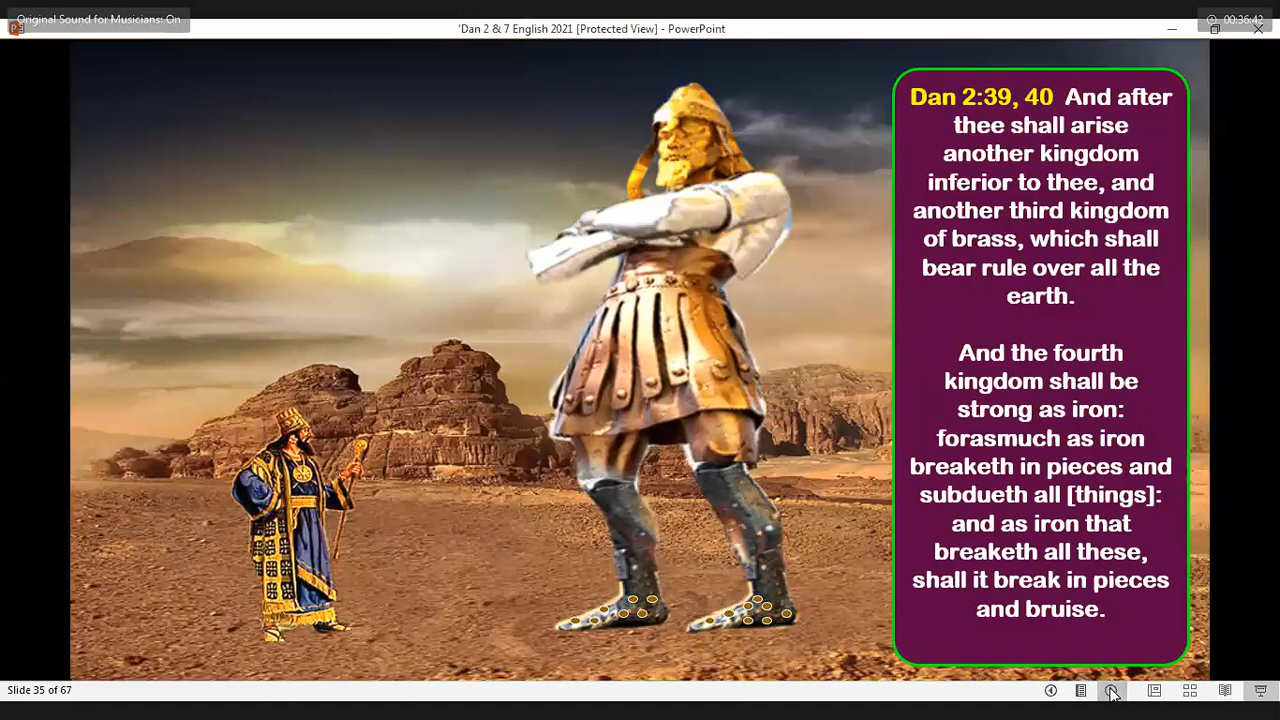 Original Sound for Musicians: On
00:36:42
'Dan 2 & 7 English 2021 [Protected View] - PowerPoint
Dan 2:39, 40 And after
thee shall arise
another kingdom
inferior to thee, and
another third kingdom
of brass, which shall
bear rule over all the
earth.
And the fourth
kingdom shall be
strong as iron:
forasmuch as iron
breaketh in pieces and
subdueth all [things]:
and as iron that
breaketh all these,
shall it break in pieces
and bruise.
Slide 35 of 67